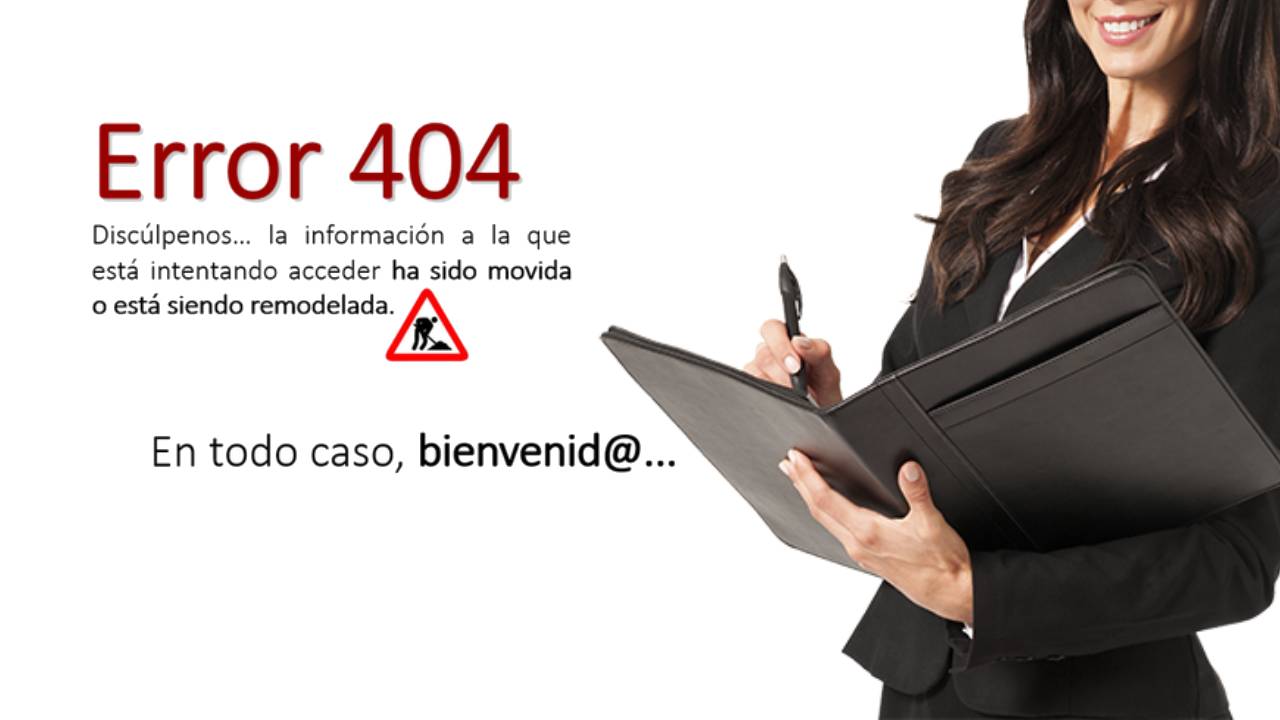 Error 404
Discúlpenos... la información a la que
está intentando acceder ha sido movida
o está siendo remodelada.
En todo caso, bienvenid@...